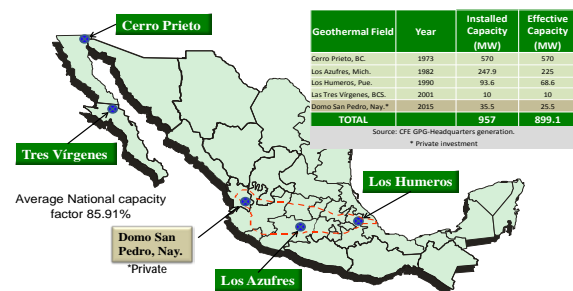 Cerro Prieto
Geothermal Field Year Installed Capacity (MW) Effective Capacity (MW)
Cerro Prieto, BC. 1973 570 570
Los Azufres, Mich. 1982 247.9 225
Los Humeros, Pue. 1990 93.6 68.6
Las Tres Vírgenes, BCS. 2001 10 10
Domo San Pedro, Nay.* 2015 35.5 25.5
TOTAL 957 899.1
Source: CFE GPG-Headquarters generation.
* Private investment
Tres Vírgenes
Los Humeros
Average National capacity
factor 85.91%
Domo San
Pedro, Nay.
*Private
Los Azufres